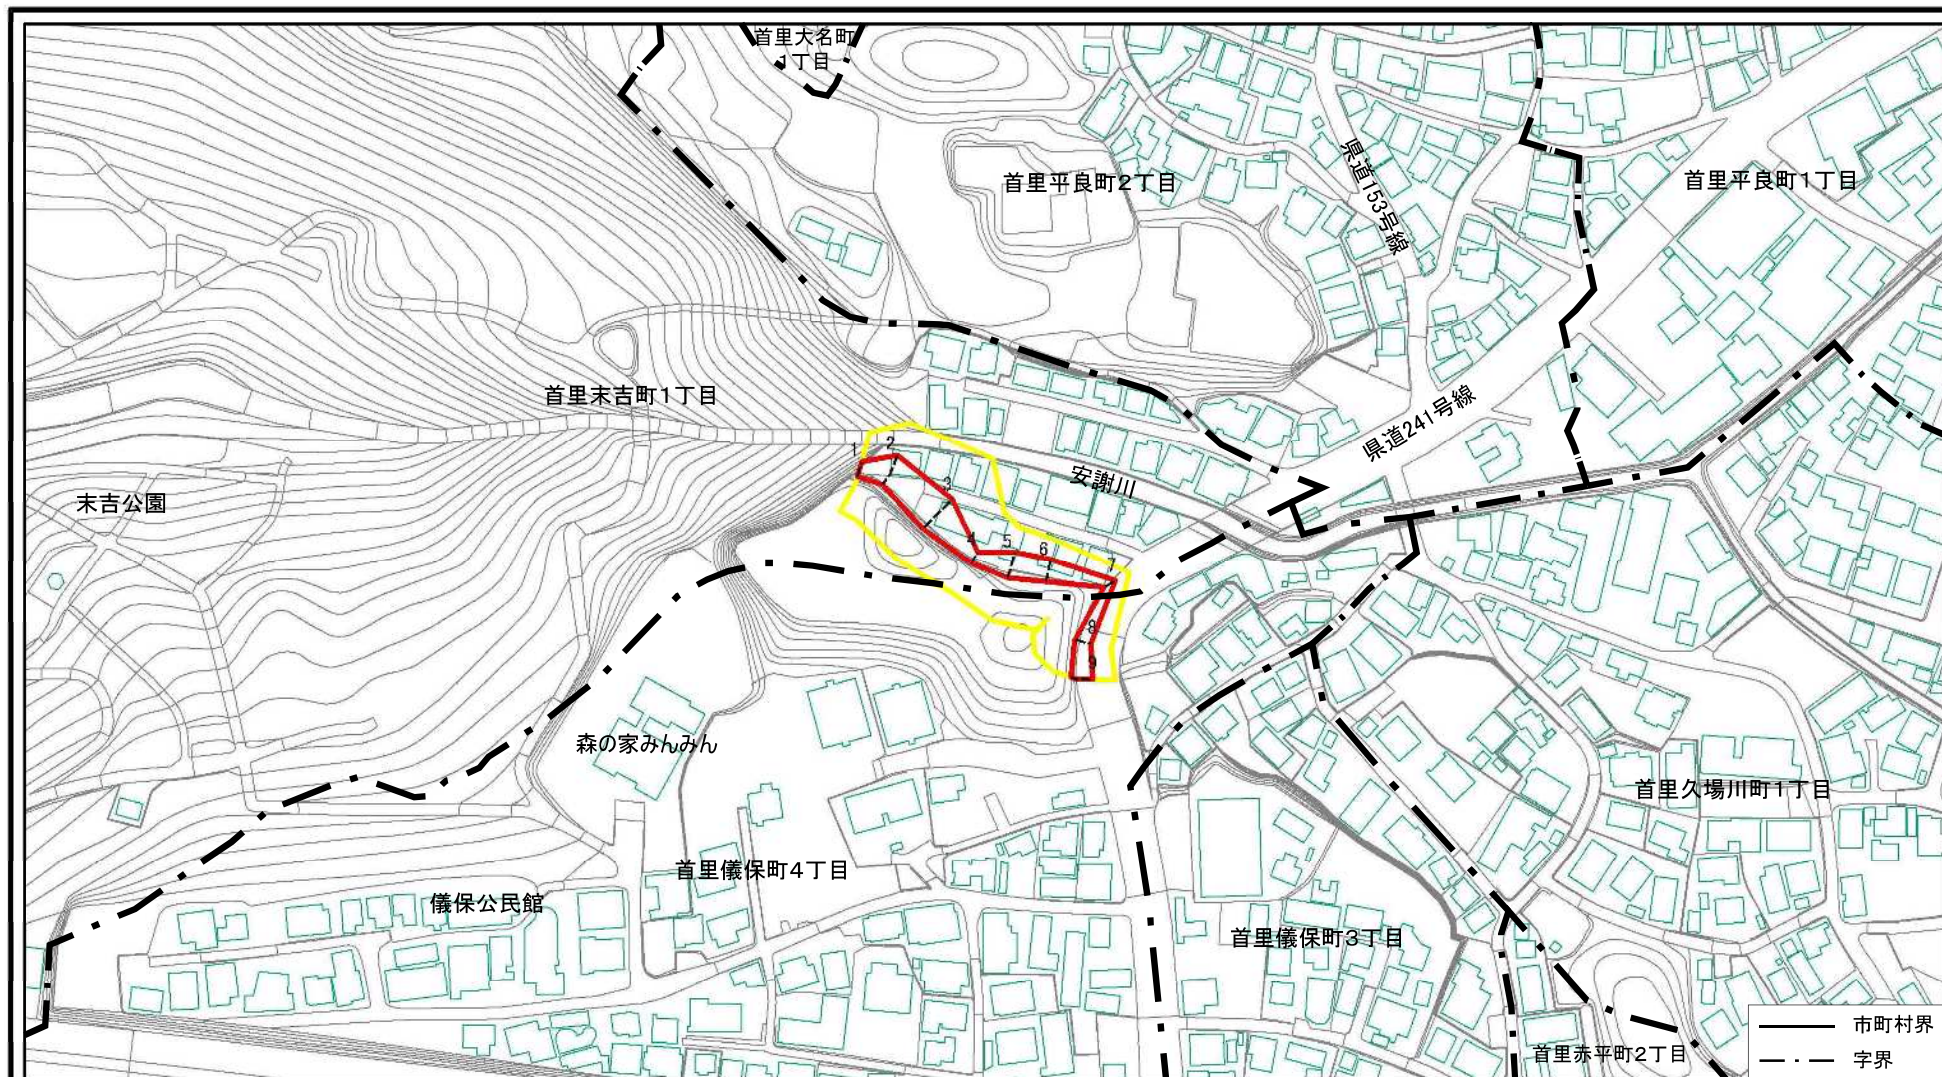 首里大名町
1丁目
首里平良町2丁目
県道153号線
首里平良町1丁目
首里末吉町1丁目
県道241号線
安謝川
末吉公園
1
2
3
4
5
6
7
8
9
森の家みんみん
首里久場川町1丁目
首里儀保町4丁目
儀保公民館
首里儀保町3丁目
首里赤平町2丁目
市町村界
字界